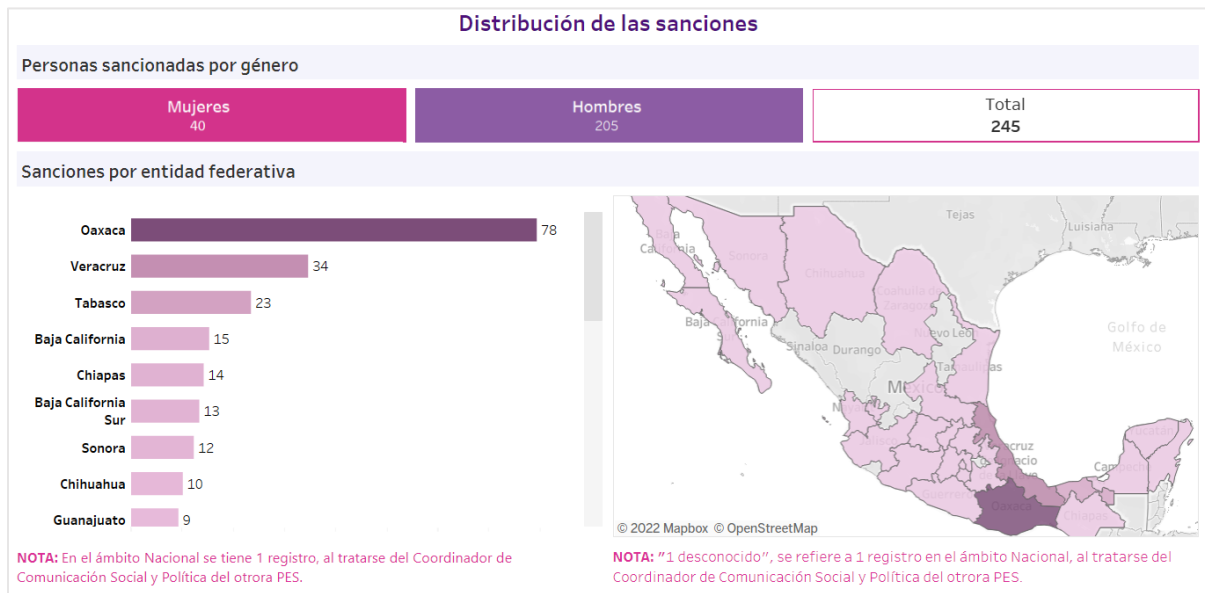 Distribución de las sanciones
Personas sancionadas por género
Mujeres
40
Hombres
205
Total
245
Sanciones por entidad federativa
Oaxaca 78
Veracruz 34
Tabasco 23
Baja California 15
Chiapas 14
Baja California
Sur 13
Sonora 12
Chihuahua 10
Guanajuato 9
Tejas
Luisiana
Baja
California
Sonora
Chihuahua
Coahuila de
Zaragoza
Baja California
Nuevo León
Sinaloa
Durango
Tamaulipas
Golfo de
México
México
Jalisco
Yucatán
Campeche
Guerrero
Oaxaca
Chiapas
© 2022 Mapbox © OpenStreetMap
NOTA: En el ámbito Nacional se tiene 1 registro, al tratarse del Coordinador de
Comunicación Social y Política del otrora PES.
NOTA: "1 desconocido", se refiere a 1 registro en el ámbito Nacional, al tratarse del
Coordinador de Comunicación Social y Política del otrora PES.